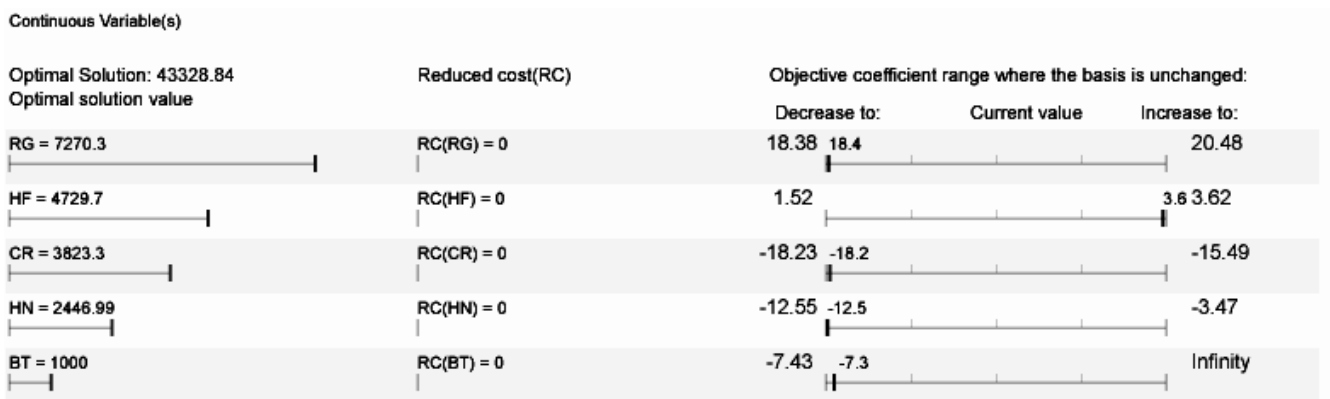 Continuous Variable(s)
Optimal Solution: 43328.84 Reduced cost(RC) Objective coefficient range where the basis is unchanged:
Optimal solution value
Decrease to: Current value Increase to:
RG = 7270.3 RC(RG) = 0 18.38 18.4 20.48
HF = 4729.7 RC(HF) = 0 1.52 3.6 3.62
CR = 3823.3 RC(CR) = 0 -18.23 -18.2 -15.49
HN = 2446.99 RC(HN) = 0 -12.55 -12.5 -3.47
BT = 1000 RC(BT) = 0 -7.43 -7.3 Infinity